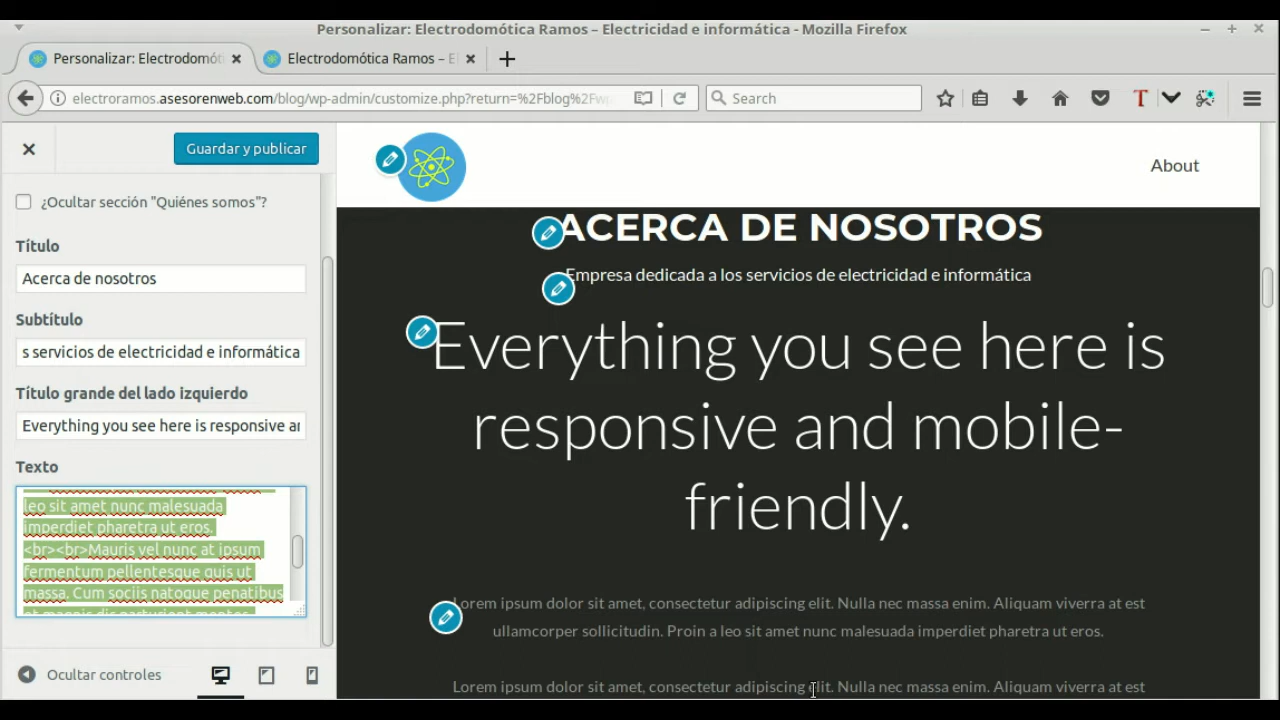 Personalizar: Electrodomótica Ramos – Electricidad e informática - Mozilla Firefox
Personalizar: Electrodomót
Electrodomótica Ramos – E
electroramos.asesorenweb.com/blog/wp-admin/customize.php?return=%2Fblog%2Fwp
Search
Guardar y publicar
¿Ocultar sección "Quiénes somos"?
Título
Acerca de nosotros
Subtítulo
s servicios de electricidad e informática
Título grande del lado izquierdo
Everything you see here is responsive ar
Texto
leo sit amet nunc malesuada
imperdiet pharetra ut eros.
<br><br>Mauris vel nunc at ipsum
fermentum pellentesque quis ut
massa. Cum sociis natoque penatibus
et magnis dis parturient montes,
Ocultar controles
About
ACERCA DE NOSOTROS
Empresa dedicada a los servicios de electricidad e informática
Everything you see here is
responsive and mobile-
friendly.
Lorem ipsum dolor sit amet, consectetur adipiscing elit. Nulla nec massa enim. Aliquam viverra at est
ullamcorper sollicitudin. Proin a leo sit amet nunc malesuada imperdiet pharetra ut eros.
Lorem ipsum dolor sit amet, consectetur adipiscing elit. Nulla nec massa enim. Aliquam viverra at est